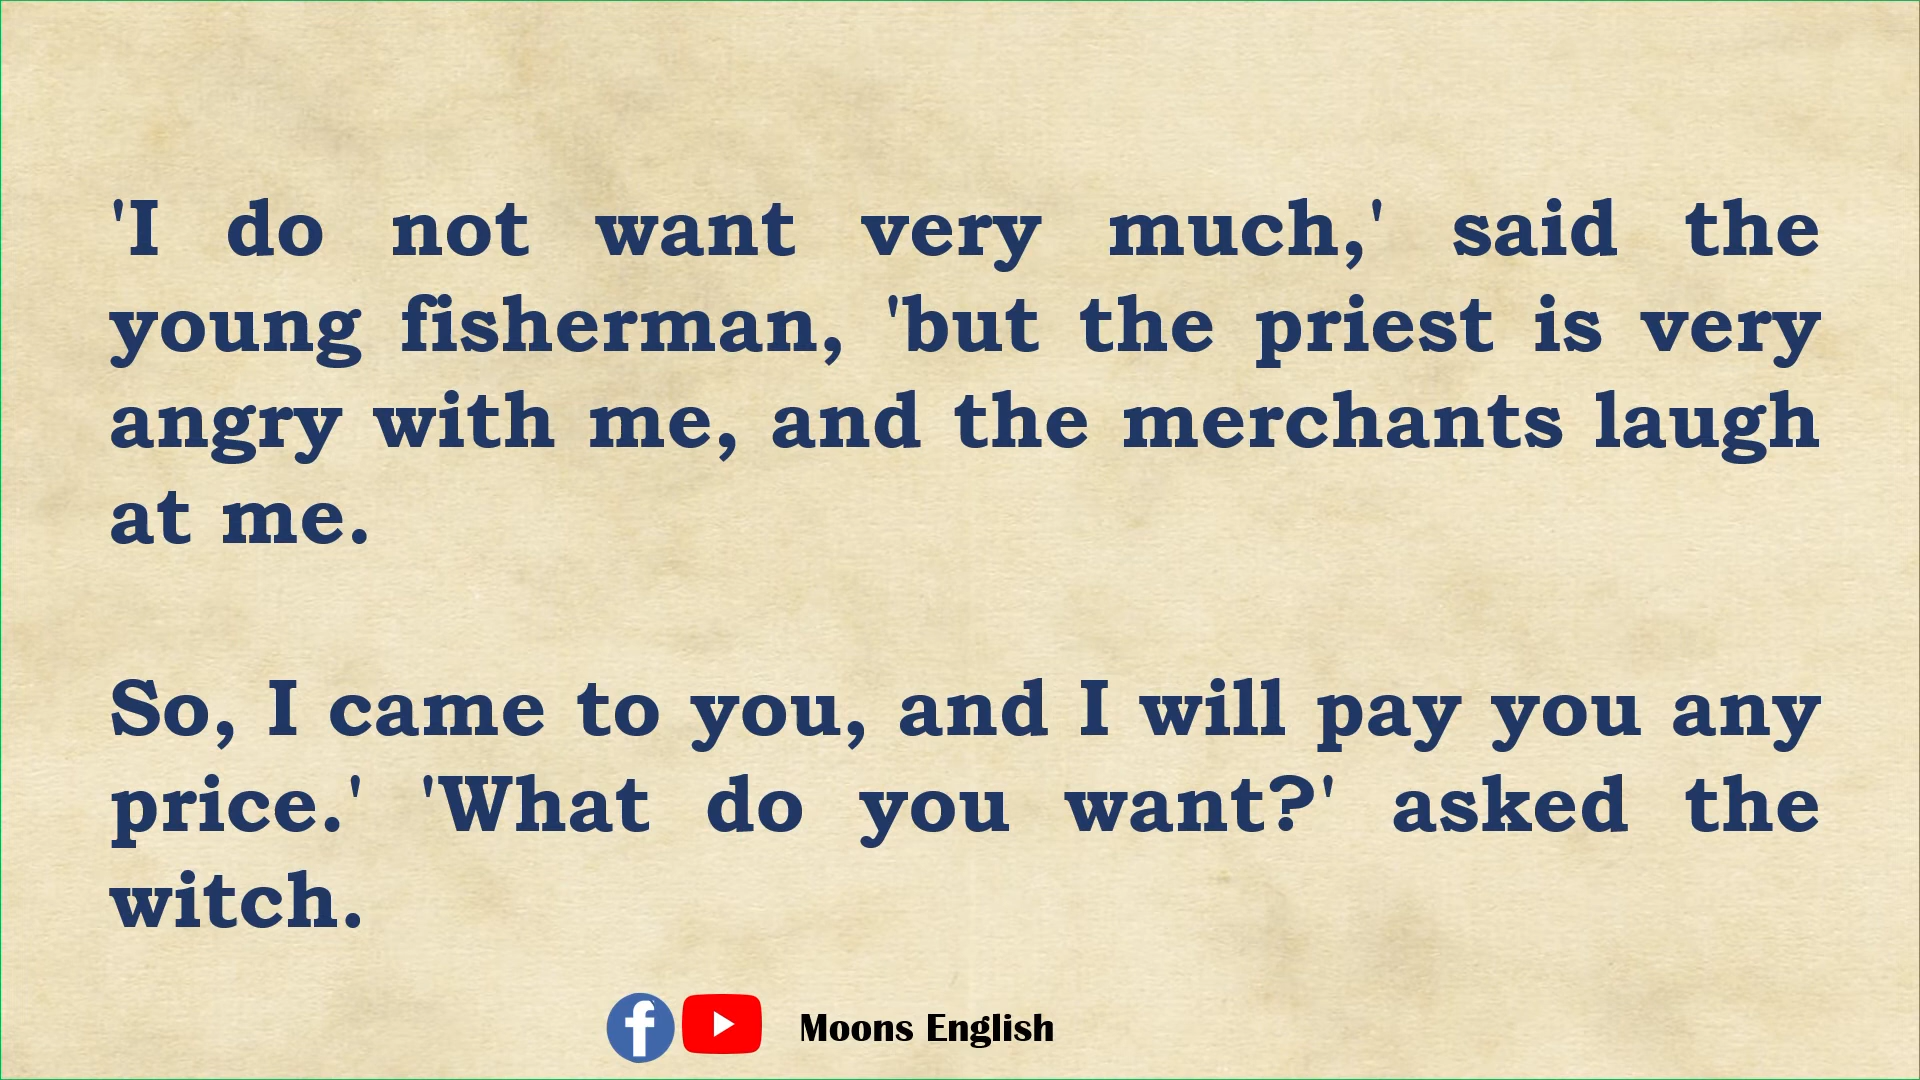 'I do not want very much,' said the
young fisherman, 'but the priest is very
angry with me, and the merchants laugh
at me.
So, I came to you, and I will pay you any
price.' 'What do you want?' asked the
witch.
f Moons English